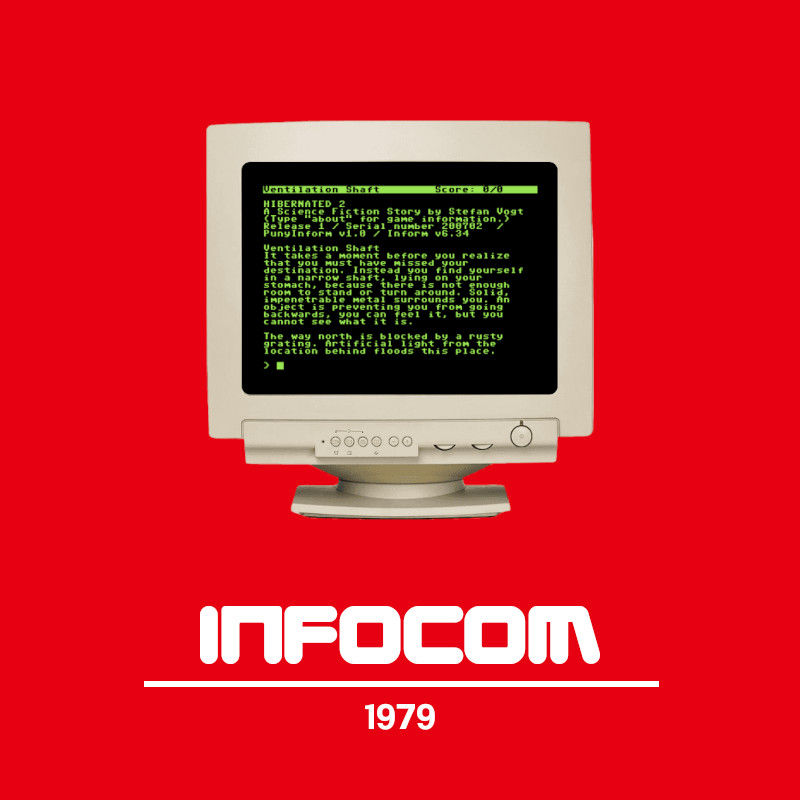 Ventilation Shaft Score: 0/0
HIBERNATED 2
A Science Fiction Story by Stefan Vogt
(Type "about" for game information.)
Release 1 / Serial number 200702 /
PunyInform v1.0 / Inform v6.34
Ventilation Shaft
It takes a moment before you realize
that you must have missed your
destination. Instead you find yourself
in a narrow shaft, lying on your
stomach, because there is not enough
room to stand or turn around. Solid,
impenetrable metal surrounds you. An
object is preventing you from going
backwards, you can feel it, but you
cannot see what it is.
The way north is blocked by a rusty
grating. Artificial light from the
location behind floods this place.
>
INFOCOM
1979